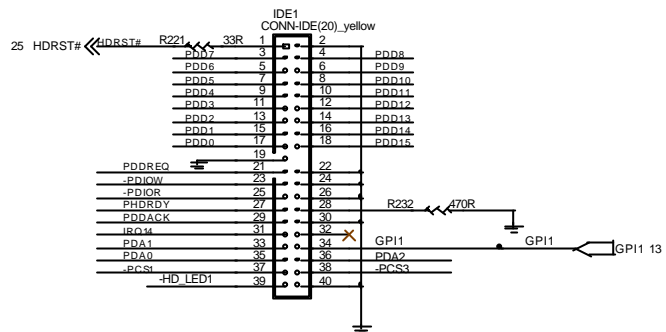 IDE1
CONN-IDE(20)_yellow
25 HDRST# HDRST# R221 33R 1 2
PDD7 3 4 PDD8
PDD6 5 6 PDD9
PDD5 7 8 PDD10
PDD4 9 10 PDD11
PDD3 11 12 PDD12
PDD2 13 14 PDD13
PDD1 15 16 PDD14
PDD0 17 18 PDD15
19
PDDREQ 21 22
-PDIOW 23 24
-PDIOR 25 26
PHDRDY 27 28 R232 470R
PDDACK 29 30
IRQ14 31 32
PDA1 33 34 GPI1 GPI1 GPI1 13
PDA0 35 36 PDA2
-PCS1 37 38 -PCS3
-HD_LED1 39 40